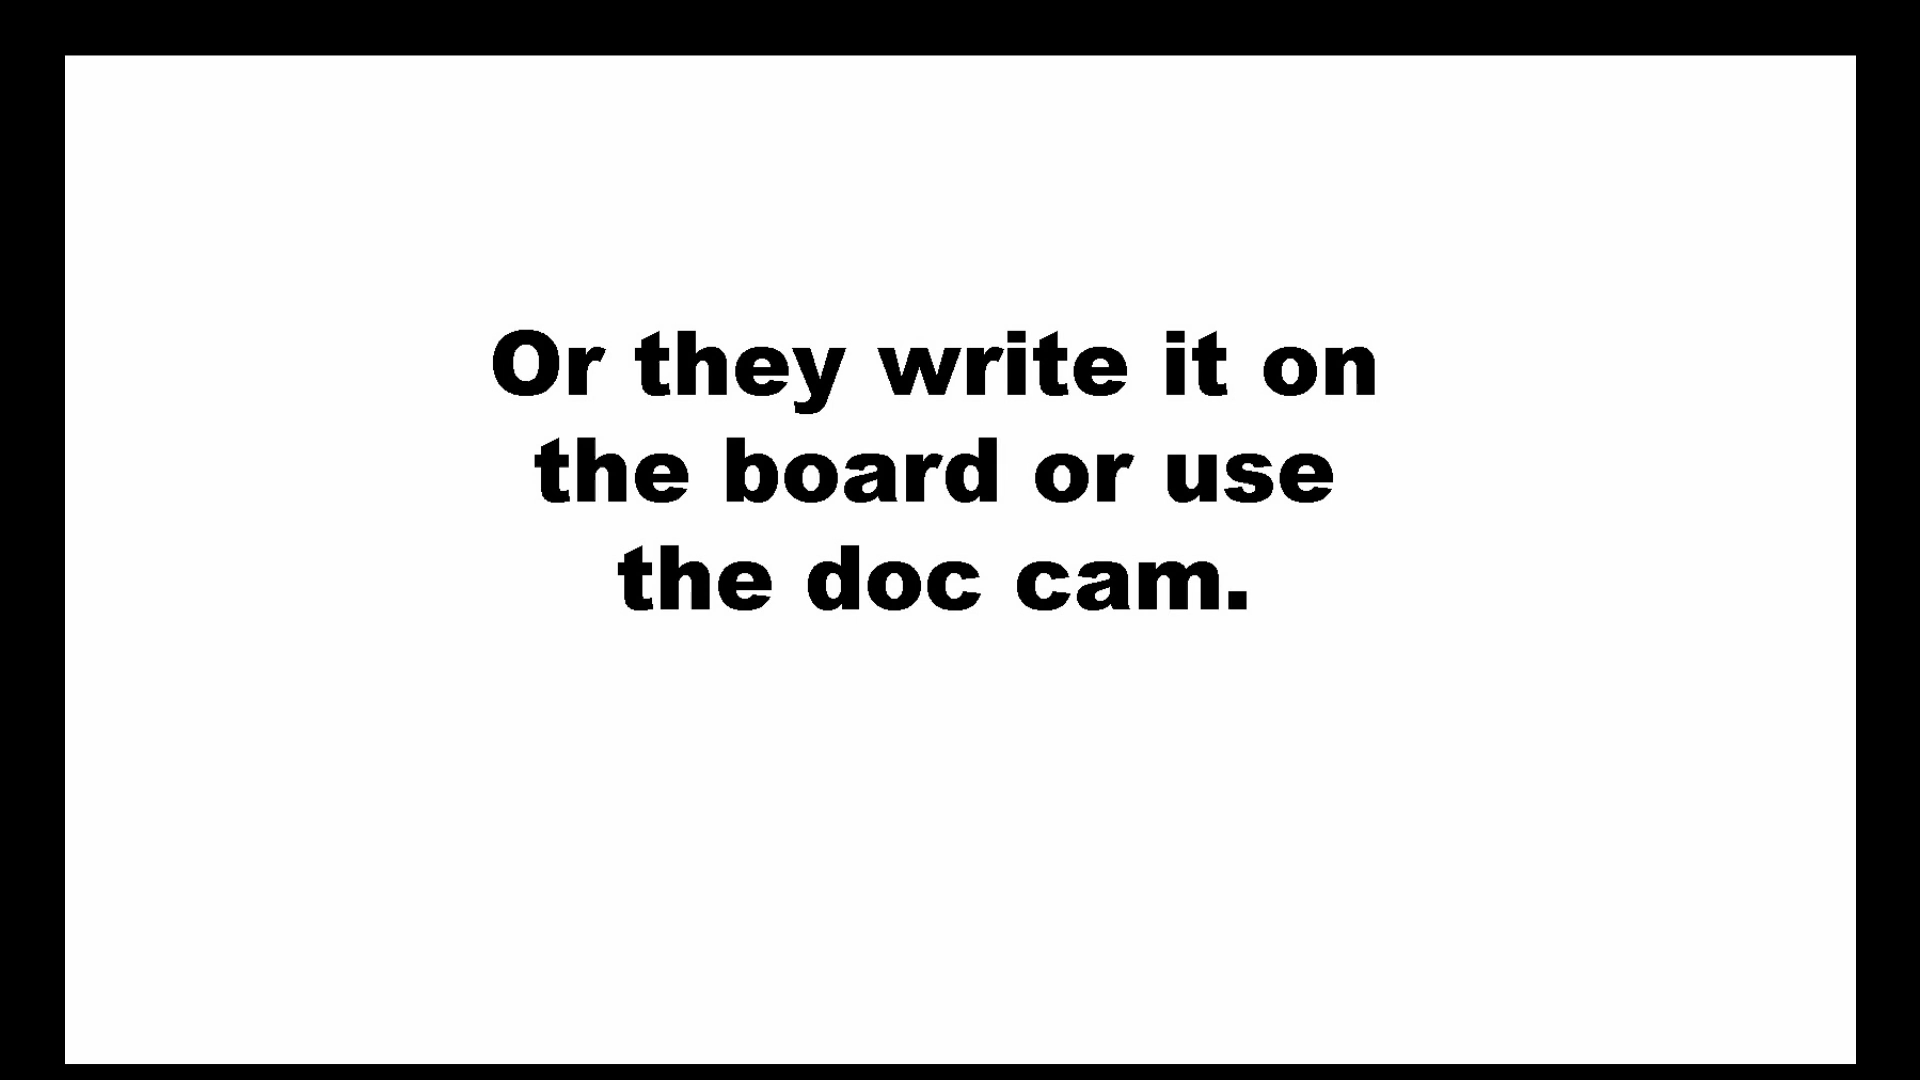 Or they write it on
the board or use
the doc cam.